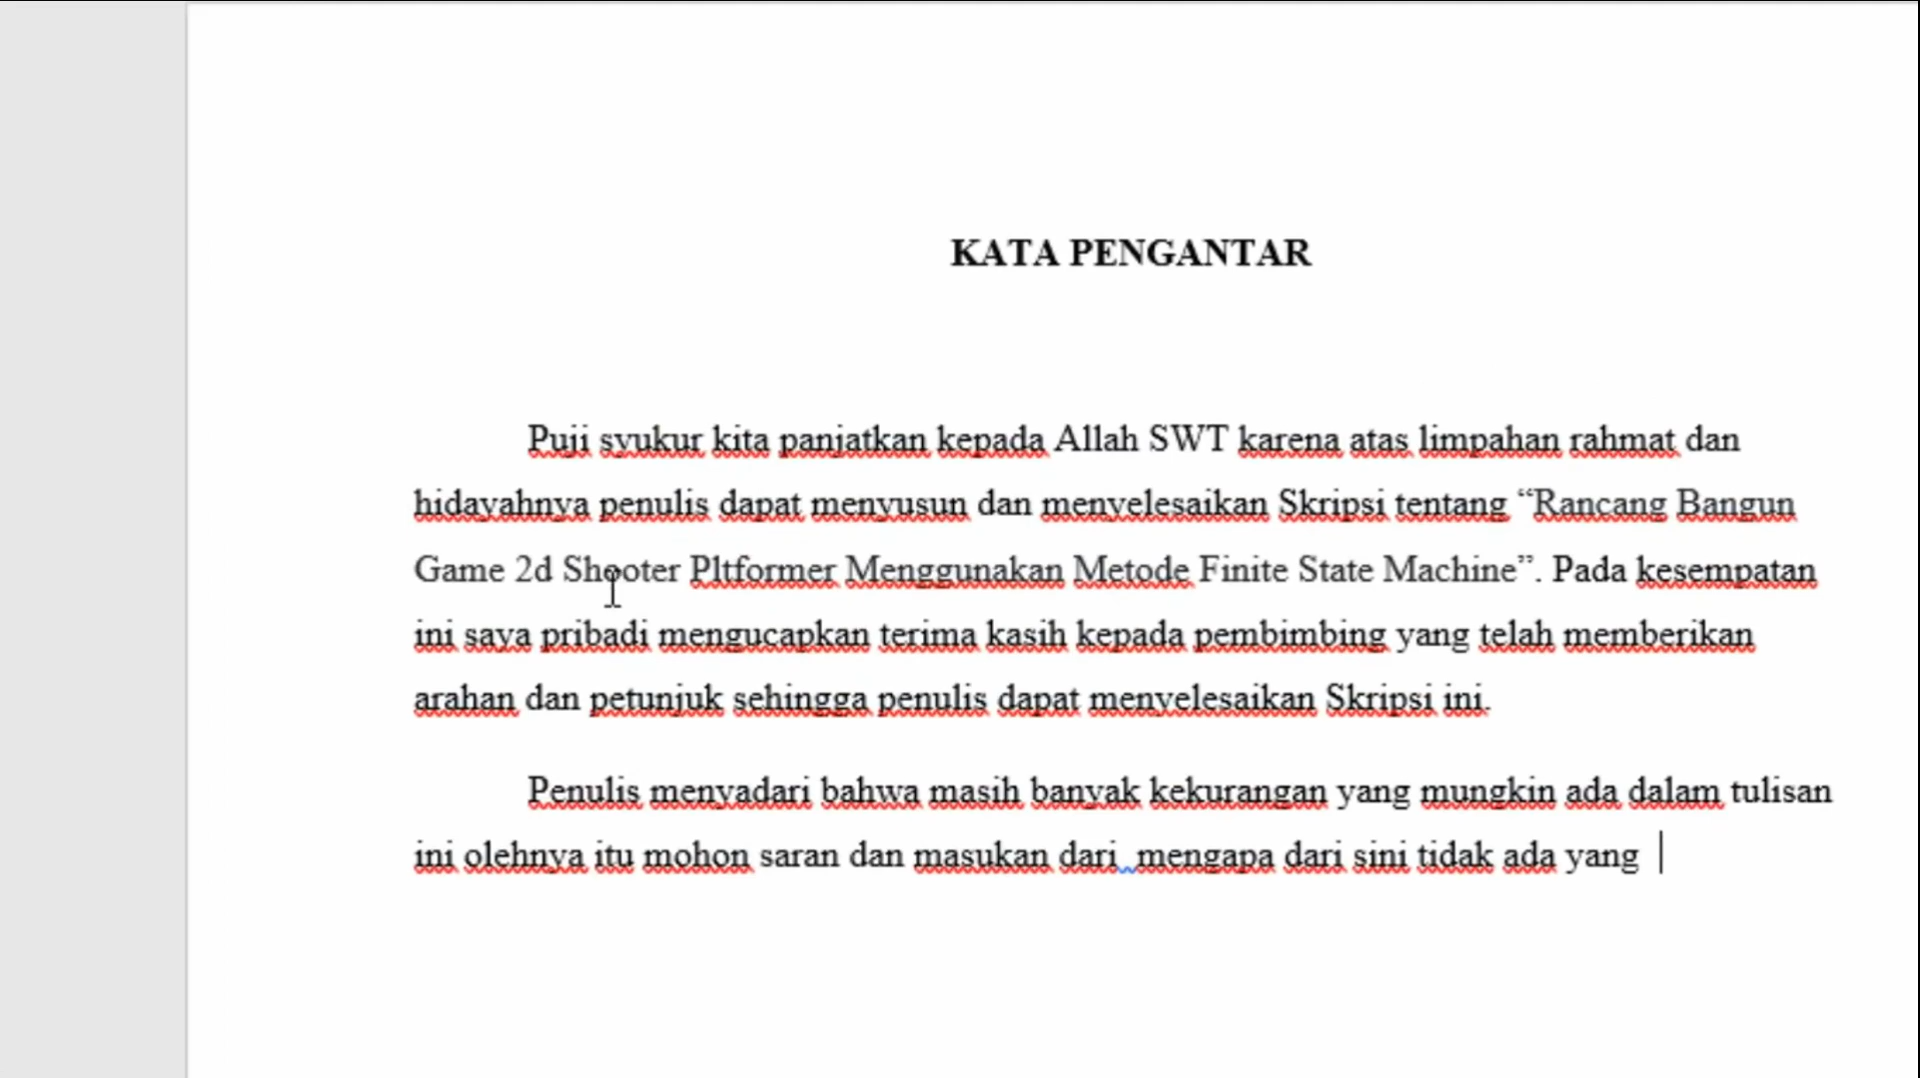 KATA PENGANTAR
Puji syukur kita panjatkan kepada Allah SWT karena atas limpahan rahmat dan
hidayahnya penulis dapat menyusun dan menyelesaikan Skripsi tentang “Rancang Bangun
Game 2d Shooter Pltformer Menggunakan Metode Finite State Machine”. Pada kesempatan
ini saya pribadi mengucapkan terima kasih kepada pembimbing yang telah memberikan
arahan dan petunjuk sehingga penulis dapat menyelesaikan Skripsi ini.
Penulis menyadari bahwa masih banyak kekurangan yang mungkin ada dalam tulisan
ini olehnya itu mohon saran dan masukan dari  mengapa dari sini tidak ada yang